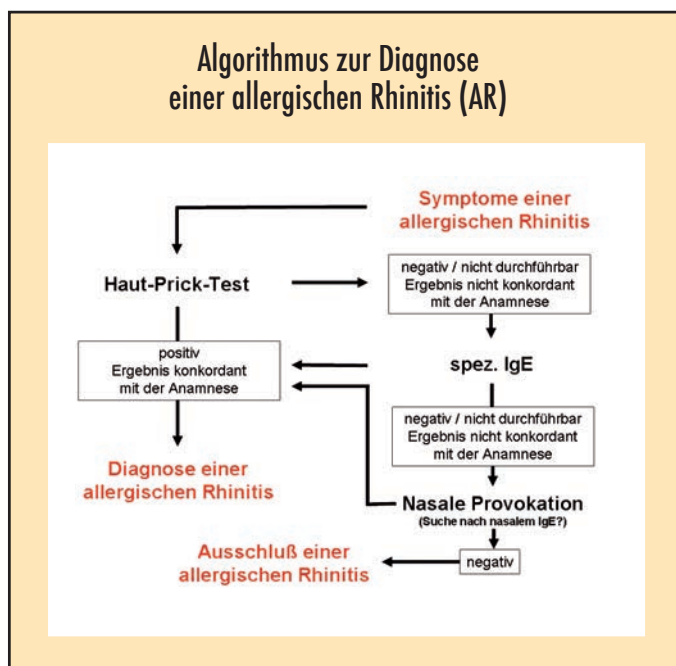 Algorithmus zur Diagnose
einer allergischen Rhinitis (AR)
Symptome einer
allergischen Rhinitis
Haut-Prick-Test
negativ / nicht durchführbar
Ergebnis nicht konkordant
mit der Anamnese
positiv
Ergebnis konkordant
mit der Anamnese
spez. IgE
negativ / nicht durchführbar
Ergebnis nicht konkordant
mit der Anamnese
Diagnose einer
allergischen Rhinitis
Nasale Provokation
(Suche nach nasalem IgE?)
Ausschluß einer
allergischen Rhinitis
negativ